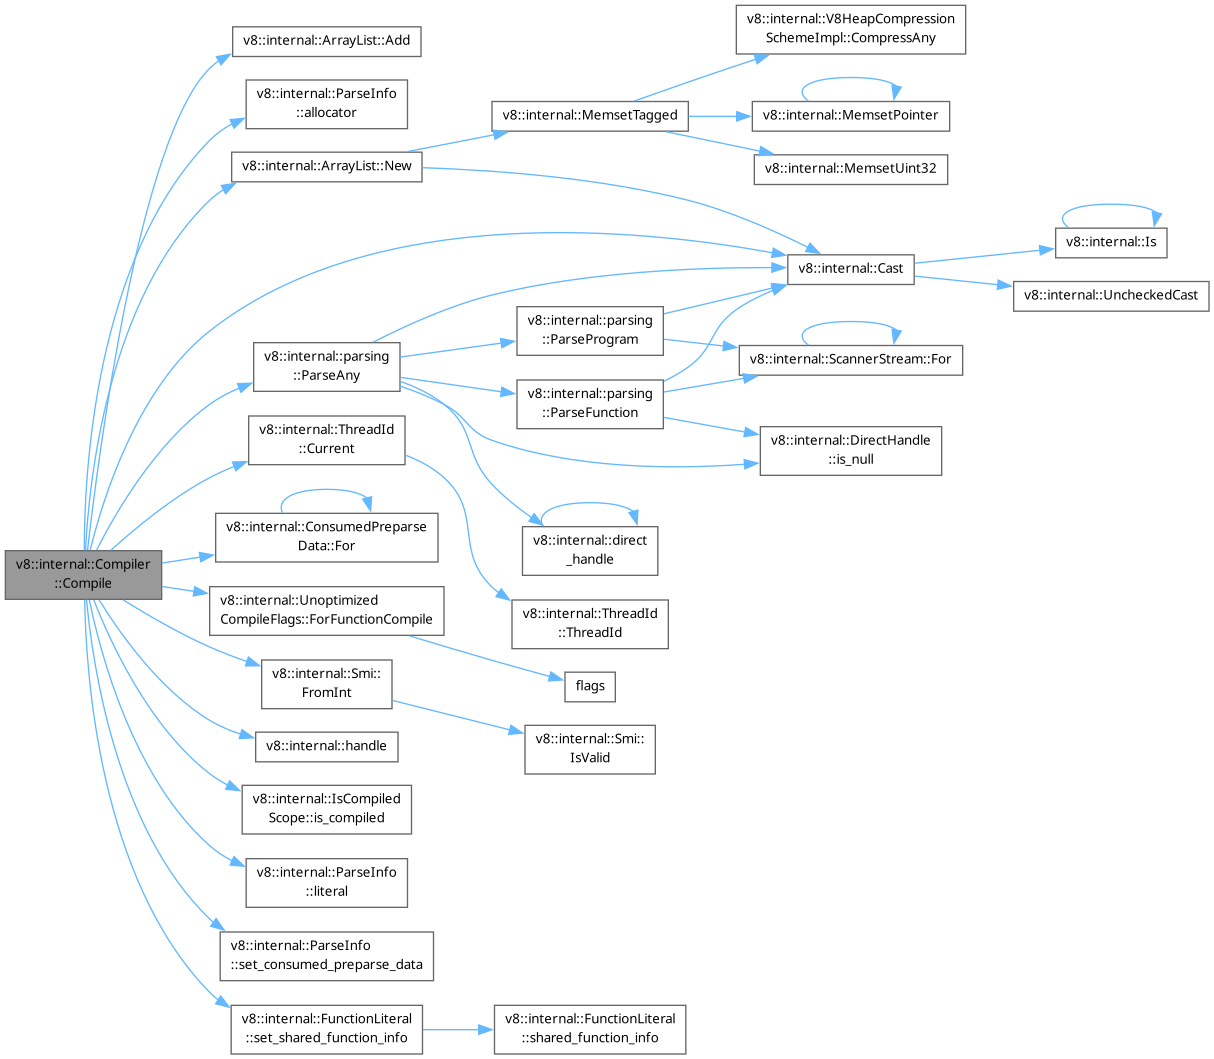 v8::internal::V8HeapCompression
SchemeImpl::CompressAny
v8::internal::ArrayList::Add
v8::internal::ParseInfo
::allocator
v8::internal::MemsetTagged
v8::internal::MemsetPointer
v8::internal::ArrayList::New
v8::internal::MemsetUint32
v8::internal::Is
v8::internal::Cast
v8::internal::UncheckedCast
v8::internal::parsing
::ParseProgram
v8::internal::parsing
::ParseAny
v8::internal::ScannerStream::For
v8::internal::parsing
::ParseFunction
v8::internal::ThreadId
::Current
v8::internal::DirectHandle
::is_null
v8::internal::ConsumedPreparse
Data::For
v8::internal::direct
_handle
v8::internal::Compiler
::Compile
v8::internal::Unoptimized
CompileFlags::ForFunctionCompile
v8::internal::ThreadId
::ThreadId
v8::internal::Smi::
FromInt
flags
v8::internal::handle
v8::internal::Smi::
IsValid
v8::internal::IsCompiled
Scope::is_compiled
v8::internal::ParseInfo
::literal
v8::internal::ParseInfo
::set_consumed_preparse_data
v8::internal::FunctionLiteral
::set_shared_function_info
v8::internal::FunctionLiteral
::shared_function_info